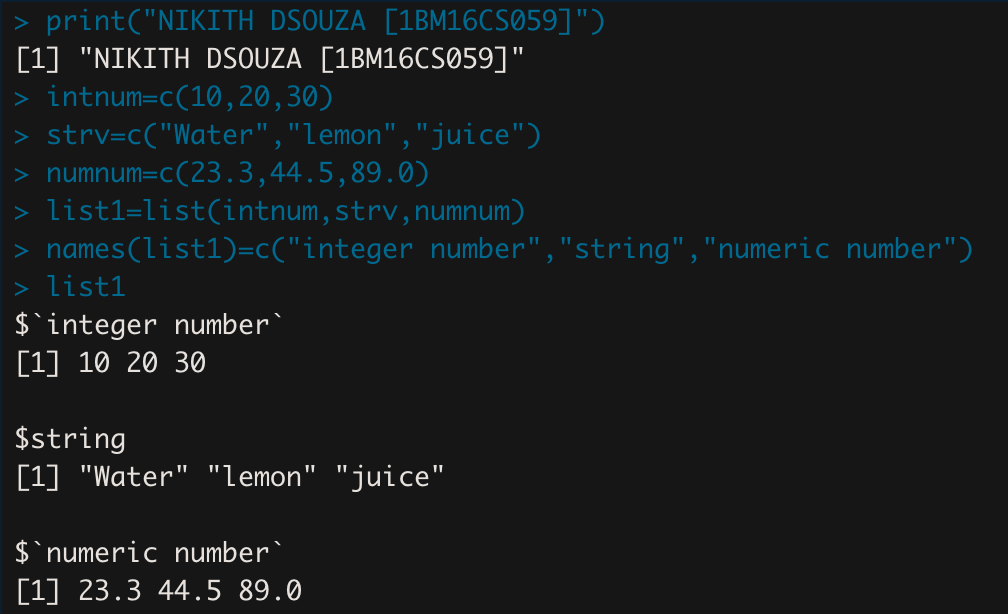 > print("NIKITH DSOUZA [1BM16CS059]")
[1] "NIKITH DSOUZA [1BM16CS059]"
> intnum=c(10,20,30)
> strv=c("Water","lemon","juice")
> numnum=c(23.3,44.5,89.0)
> list1=list(intnum,strv,numnum)
> names(list1)=c("integer number","string","numeric number")
> list1
$`integer number`
[1] 10 20 30
$string
[1] "Water" "lemon" "juice"
$`numeric number`
[1] 23.3 44.5 89.0